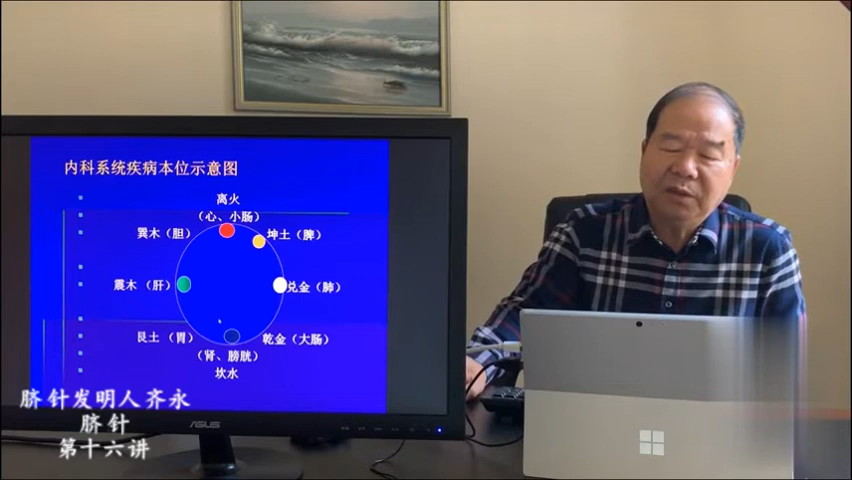 内科系统疾病本位示意图
离火
（心、小肠）
巽木（胆）
坤土（脾）
震木（肝）
兑金（肺）
艮土（胃）
乾金（大肠）
（肾、膀胱）
坎水
ASUS
脐针发明人齐永
脐针
第十六讲